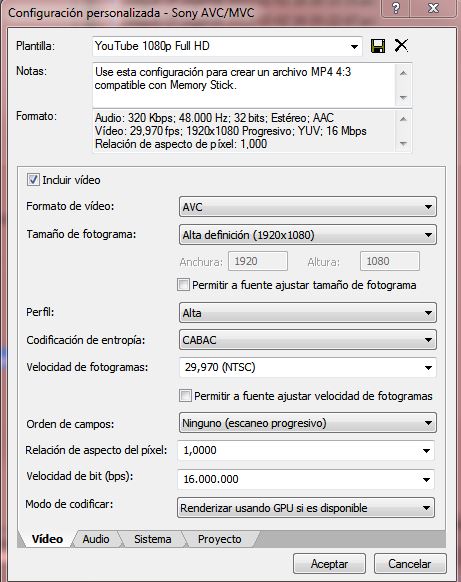 Configuración personalizada - Sony AVC/MVC
Plantilla: YouTube 1080p Full HD
Notas: Use esta configuración para crear un archivo MP4 4:3
compatible con Memory Stick.
Formato: Audio: 320 Kbps; 48.000 Hz; 32 bits; Estéreo; AAC
Vídeo: 29,970 fps; 1920x1080 Progresivo; YUV; 16 Mbps
Relación de aspecto de píxel: 1,000
Incluir vídeo
Formato de vídeo: AVC
Tamaño de fotograma: Alta definición (1920x1080)
Anchura: 1920 Altura: 1080
Permitir a fuente ajustar tamaño de fotograma
Perfil: Alta
Codificación de entropía: CABAC
Velocidad de fotogramas: 29,970 (NTSC)
Permitir a fuente ajustar velocidad de fotogramas
Orden de campos: Ninguno (escaneo progresivo)
Relación de aspecto del píxel: 1,0000
Velocidad de bit (bps): 16.000.000
Modo de codificar: Renderizar usando GPU si es disponible
Vídeo Audio Sistema Proyecto
Aceptar Cancelar